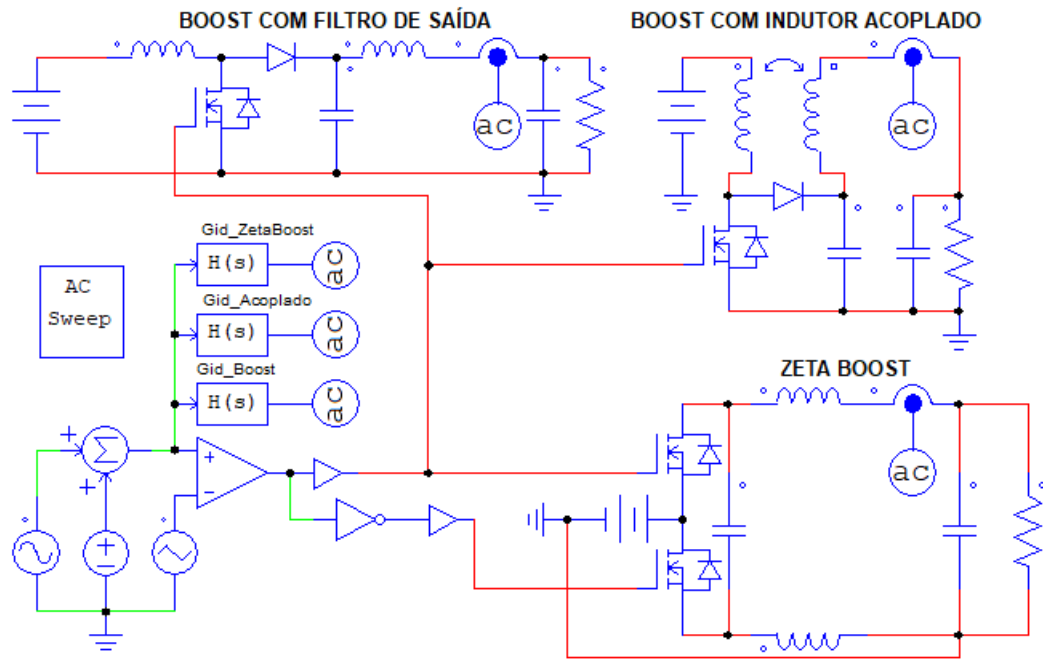 BOOST COM FILTRO DE SAÍDA
BOOST COM INDUTOR ACOPLADO
ac
ac
Gid_ZetaBoost
H(s)
ac
AC
Sweep
Gid_Acoplado
H(s)
ac
Gid_Boost
H(s)
ac
ZETA BOOST
ac